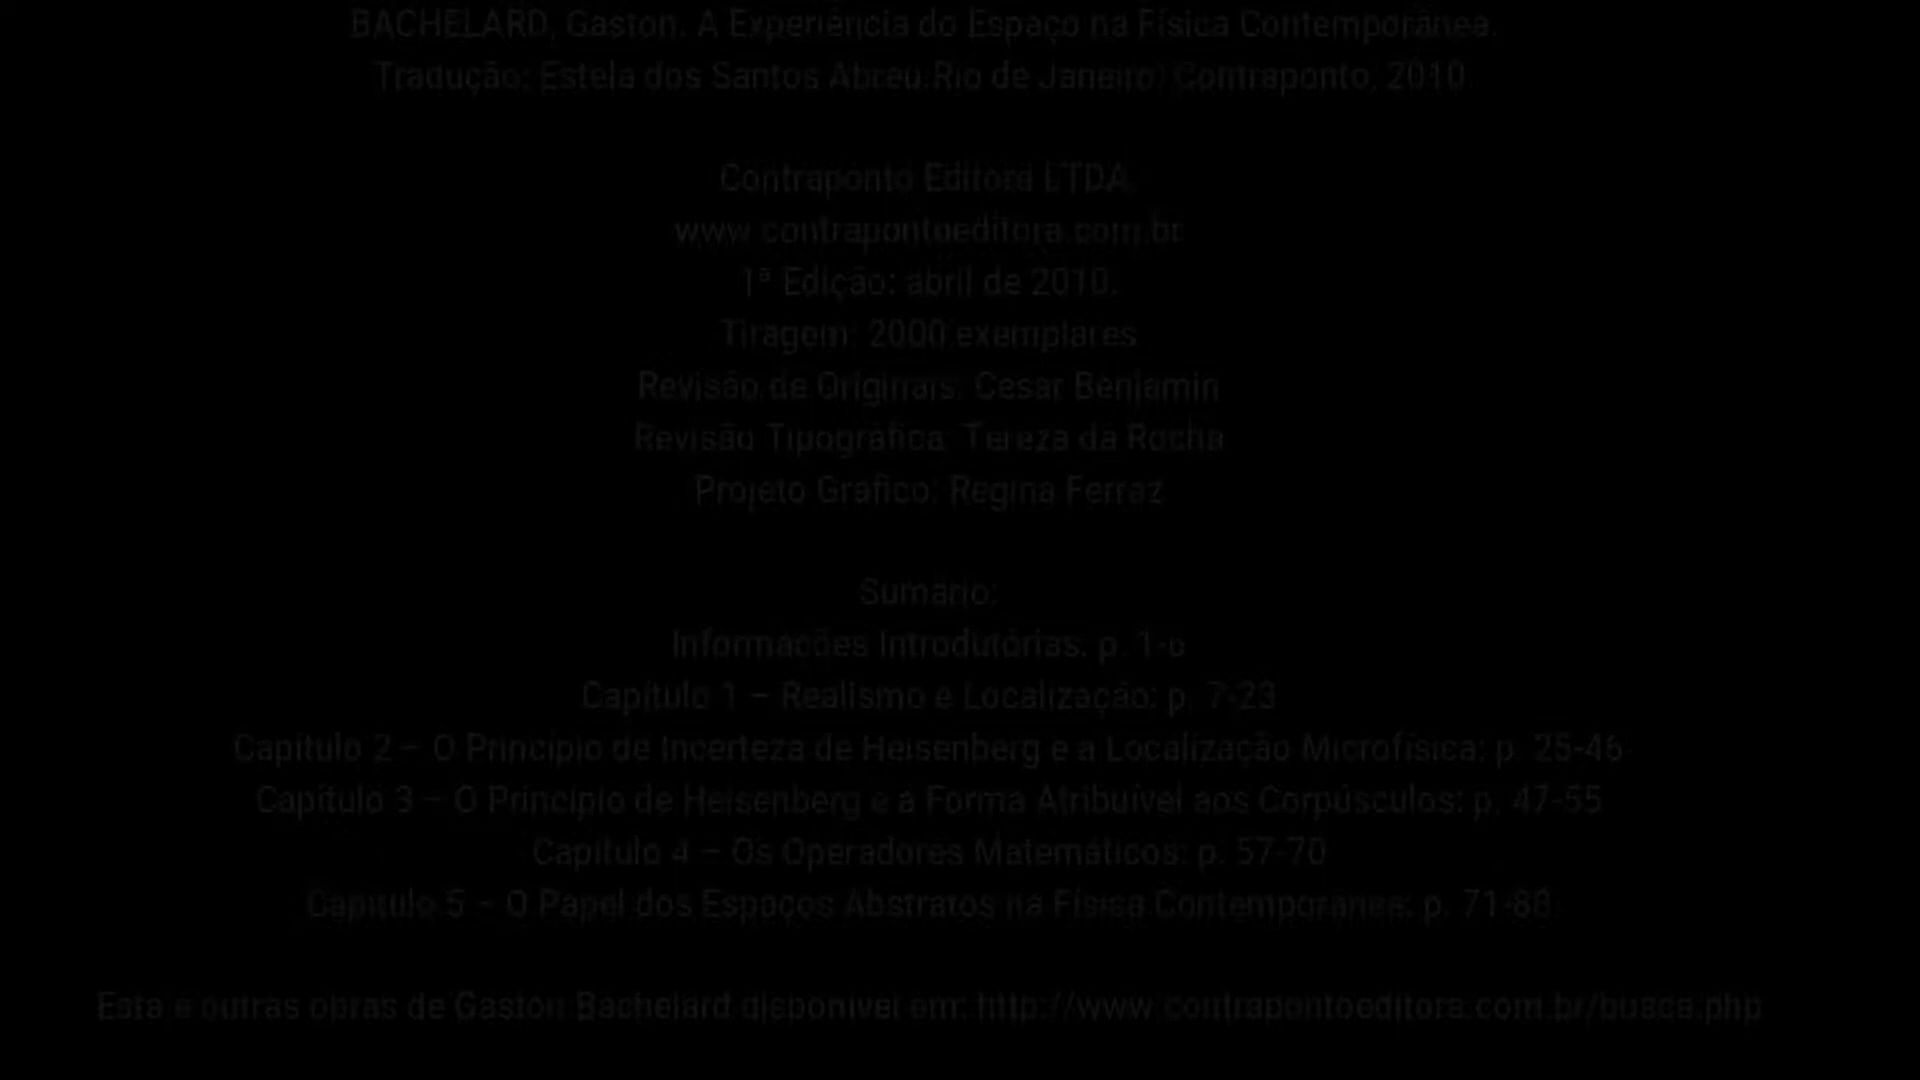 BACHELARD, Gaston. A Experiência do Espaço na Física Contemporânea.
Tradução: Estela dos Santos Abreu.Rio de Janeiro: Contraponto, 2010
Contraponto Editora LTDA.
www.contrapontoeditora.com.br
1ª Edição: abril de 2010.
Tiragem: 2000 exemplares
Revisão de Originais: Cesar Benjamin
Revisão Tipográfica: Tereza da Rocha
Projeto Gráfico: Regina Ferraz
Sumário:
Informações Introdutórias: p. 1-6
Capítulo 1 – Realismo e Localização: p. 7-23
Capítulo 2 – O Princípio de Incerteza de Heisenberg e a Localização Microfísica: p. 25-46
Capítulo 3 – O Princípio de Heisenberg e a Forma Atribuível aos Corpúsculos: p. 47-55
Capítulo 4 – Os Operadores Matemáticos: p. 57-70
Capítulo 5 – O Papel dos Espaços Abstratos na Física Contemporânea: p. 71-88.
Esta e outras obras de Gaston Bachelard disponível em: http://www.contrapontoeditora.com.br/busca.php